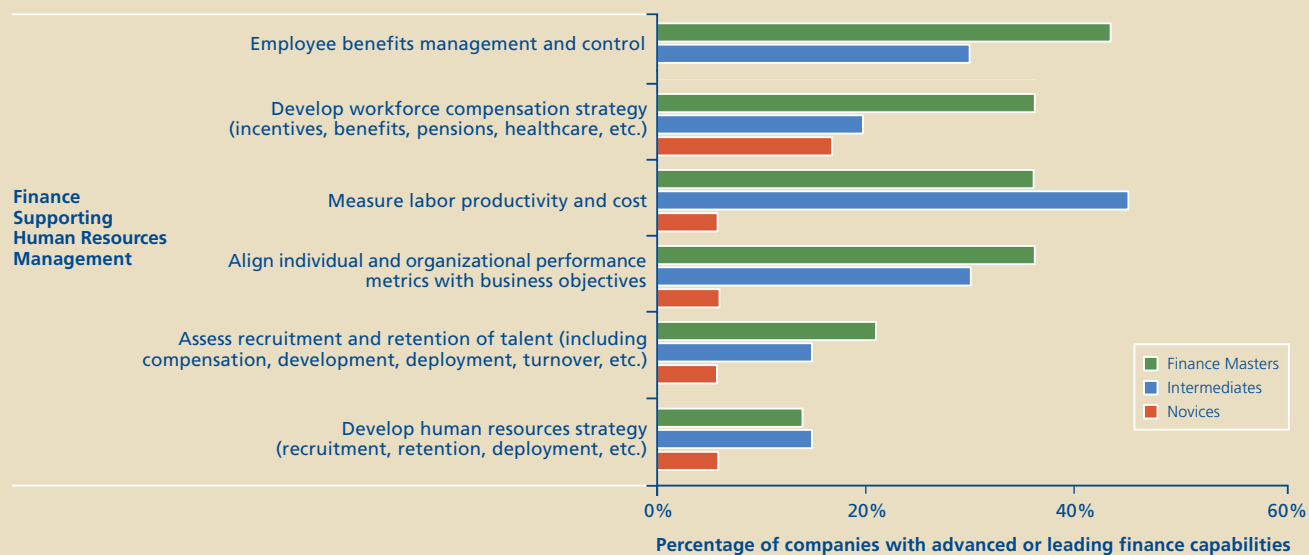 Employee benefits management and control
Develop workforce compensation strategy
(incentives, benefits, pensions, healthcare, etc.)
Finance
Supporting
Human Resources
Management
Measure labor productivity and cost
Align individual and organizational performance
metrics with business objectives
Assess recruitment and retention of talent (including
compensation, development, deployment, turnover, etc.)
Develop human resources strategy
(recruitment, retention, deployment, etc.)
Finance Masters
Intermediates
Novices
0%
20%
40%
60%
Percentage of companies with advanced or leading finance capabilities